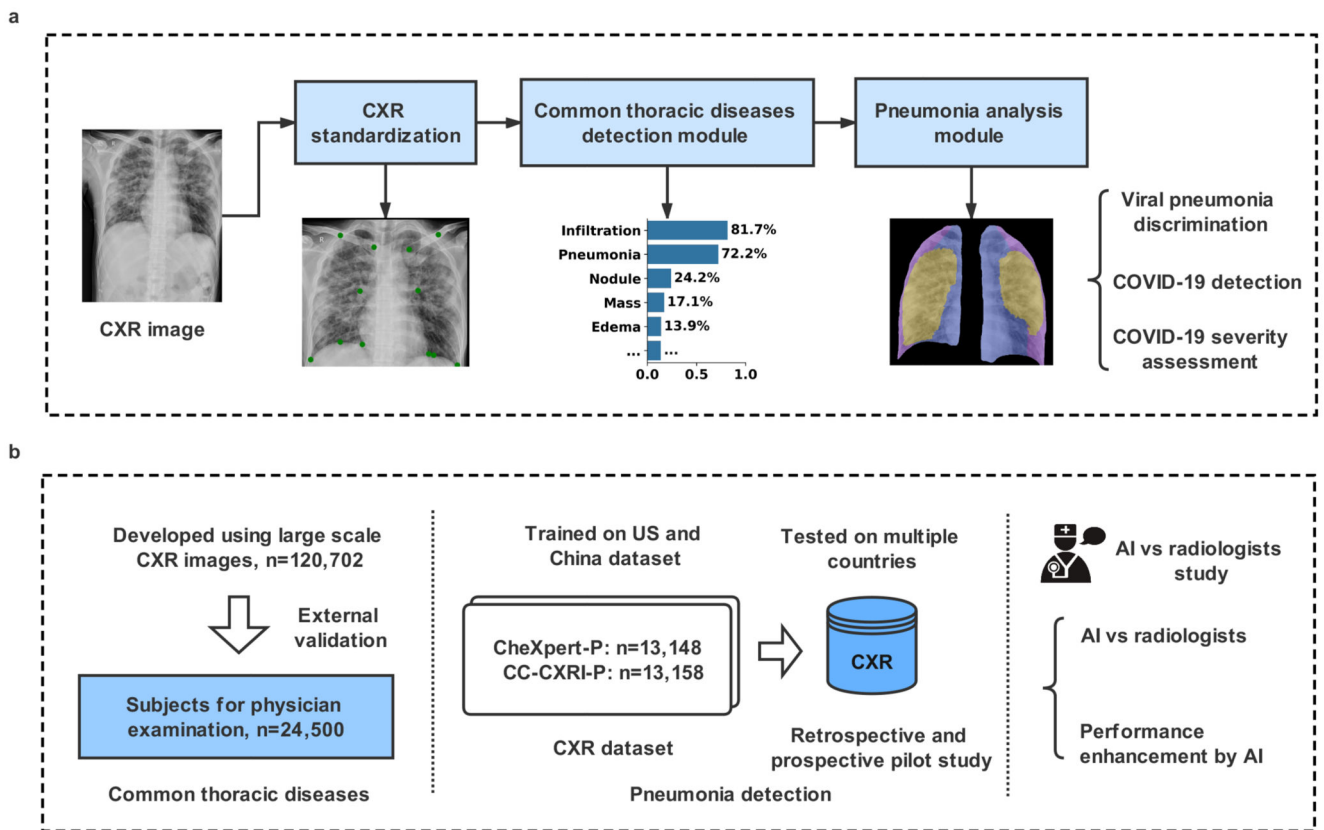 a
CXR
standardization
Common thoracic diseases
detection module
Pneumonia analysis
module
CXR image
Infiltration 81.7%
Pneumonia 72.2%
Nodule 24.2%
Mass 17.1%
Edema 13.9%
... ...
0.0 0.5 1.0
Viral pneumonia
discrimination
COVID-19 detection
COVID-19 severity
assessment
b
Developed using large scale
CXR images, n=120,702
External
validation
Subjects for physician
examination, n=24,500
Common thoracic diseases
Trained on US and
China dataset
CheXpert-P: n=13,148
CC-CXRI-P: n=13,158
CXR dataset
Tested on multiple
countries
CXR
Retrospective and
prospective pilot study
Pneumonia detection
AI vs radiologists
study
AI vs radiologists
Performance
enhancement by AI